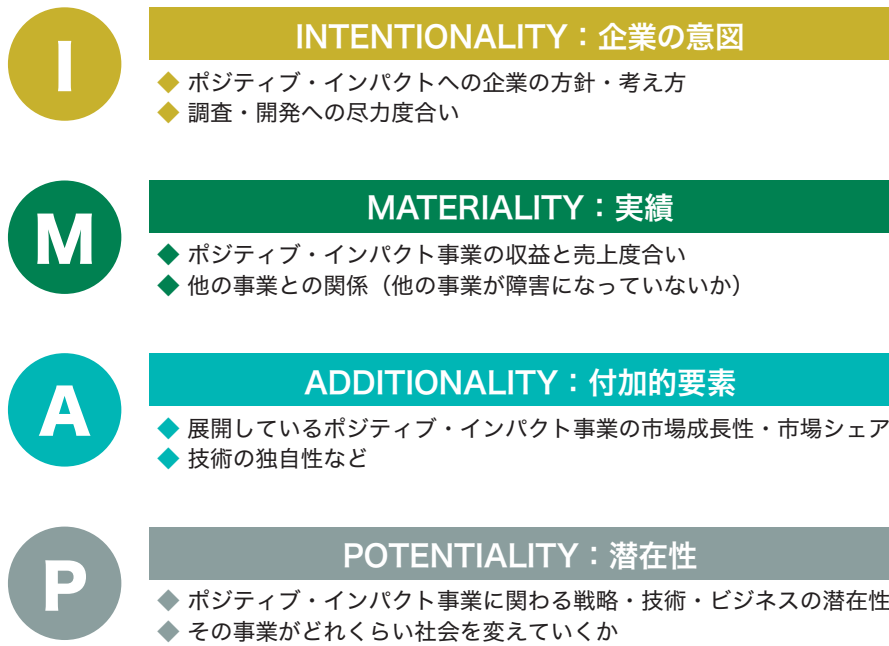 I
INTENTIONALITY：企業の意図
◆ ポジティブ・インパクトへの企業の方針・考え方
◆ 調査・開発への尽力度合い
M
MATERIALITY：実績
◆ ポジティブ・インパクト事業の収益と売上度合い
◆ 他の事業との関係（他の事業が障害になっていないか）
A
ADDITIONALITY：付加的要素
◆ 展開しているポジティブ・インパクト事業の市場成長性・市場シェア
◆ 技術の独自性など
P
POTENTIALITY：潜在性
◆ ポジティブ・インパクト事業に関わる戦略・技術・ビジネスの潜在性
◆ その事業がどれくらい社会を変えていくか